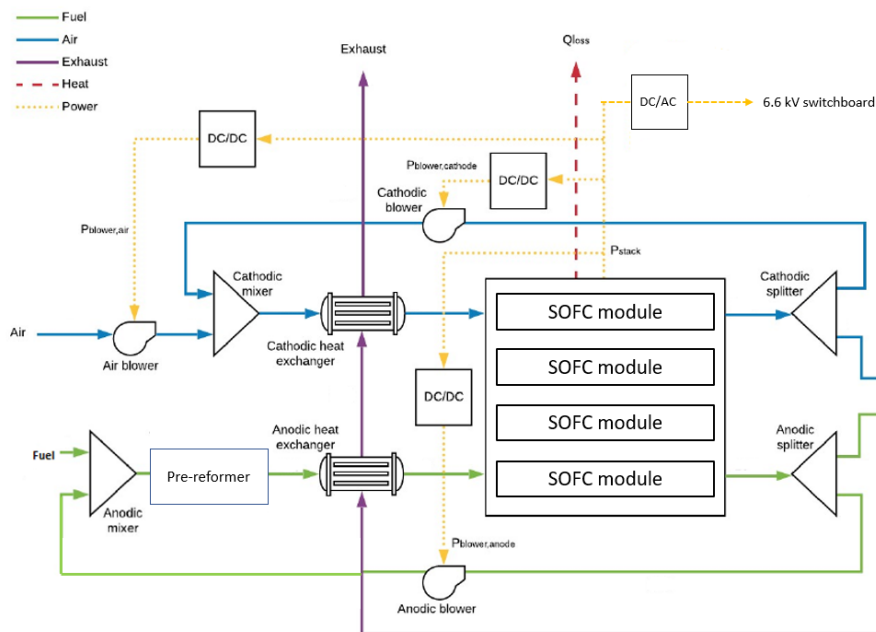 Fuel
Air
Exhaust
Heat
Power
Exhaust
Qloss
DC/AC
6.6 kV switchboard
DC/DC
Pblower,cathode
DC/DC
Cathodic
blower
Pblower,air
Pstack
Cathodic
mixer
Cathodic
splitter
SOFC module
Air
Air blower
Cathodic heat
exchanger
SOFC module
DC/DC
Anodic heat
exchanger
SOFC module
Anodic
splitter
Fuel
Pre-reformer
SOFC module
Anodic
mixer
Pblower,anode
Anodic blower